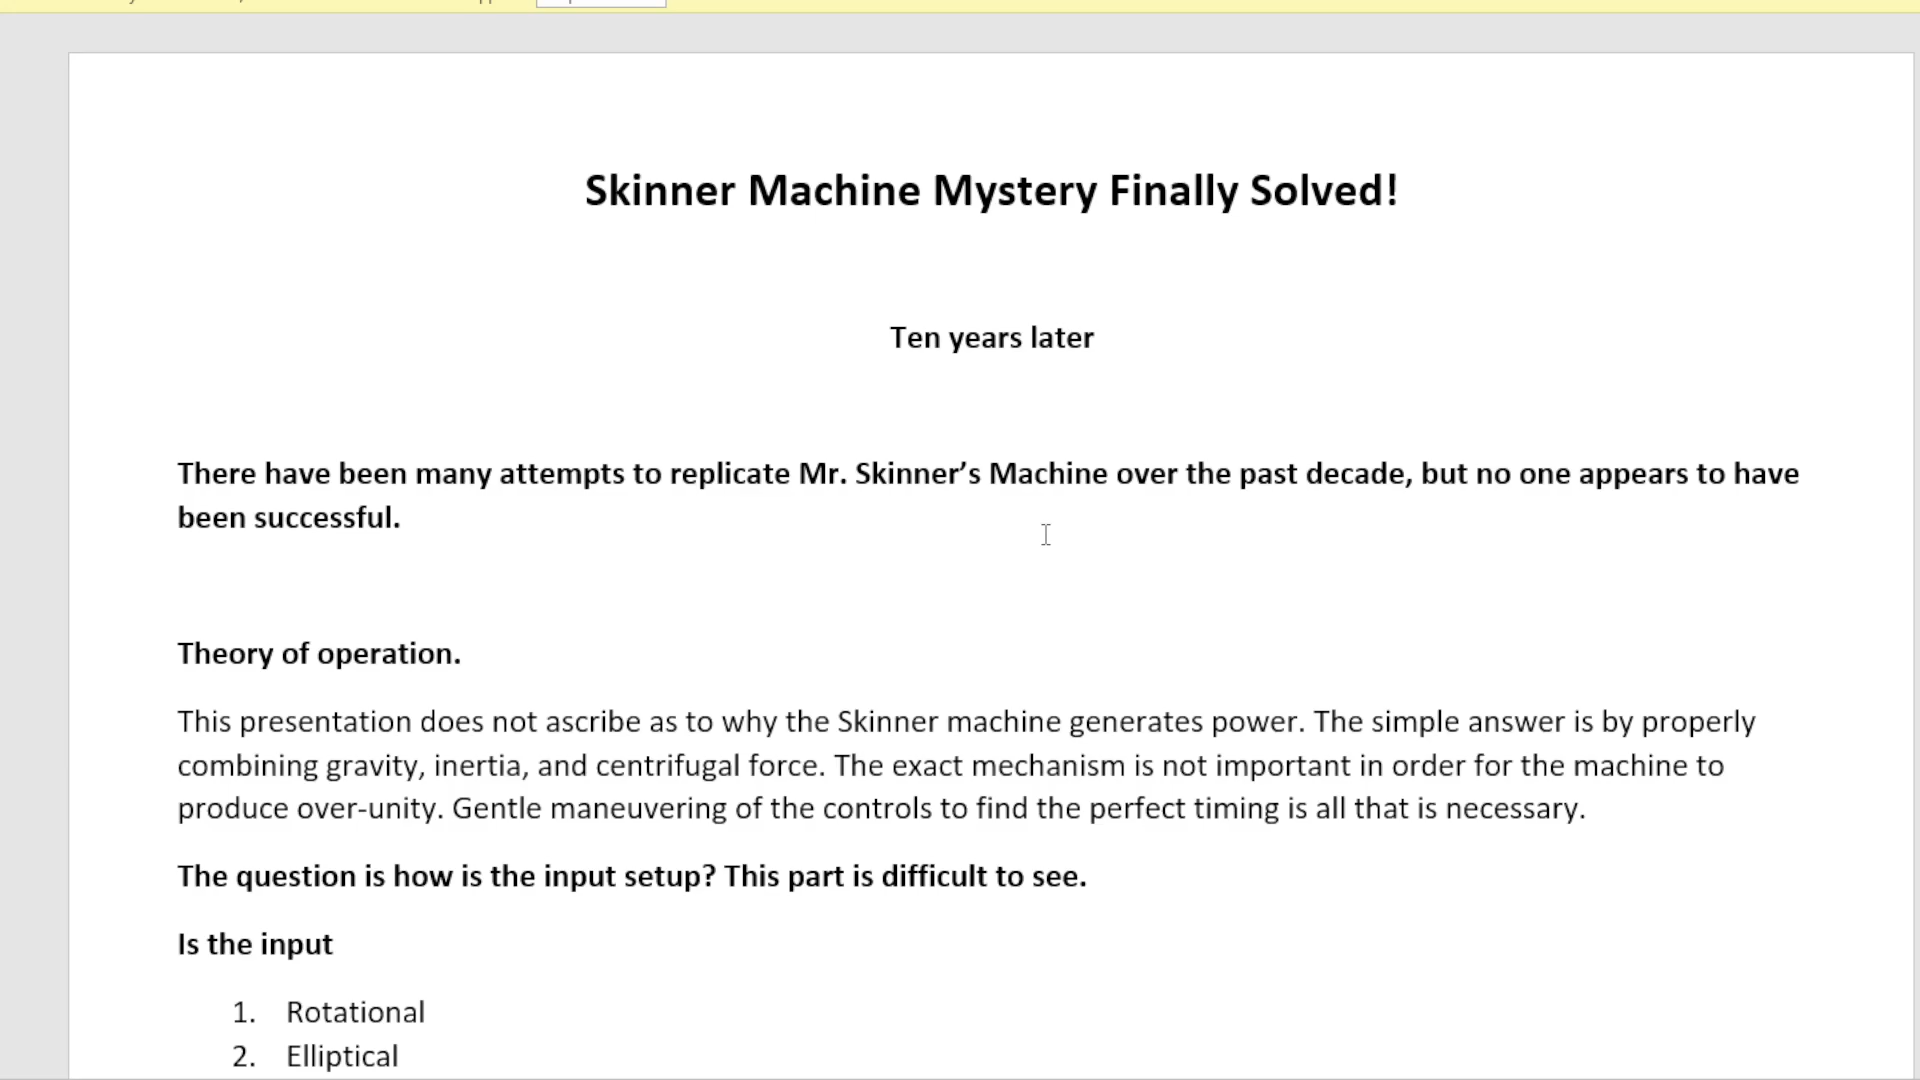 Skinner Machine Mystery Finally Solved!
Ten years later
There have been many attempts to replicate Mr. Skinner’s Machine over the past decade, but no one appears to have
been successful.
Theory of operation.
This presentation does not ascribe as to why the Skinner machine generates power. The simple answer is by properly
combining gravity, inertia, and centrifugal force. The exact mechanism is not important in order for the machine to
produce over-unity. Gentle maneuvering of the controls to find the perfect timing is all that is necessary.
The question is how is the input setup? This part is difficult to see.
Is the input
1. Rotational
2. Elliptical